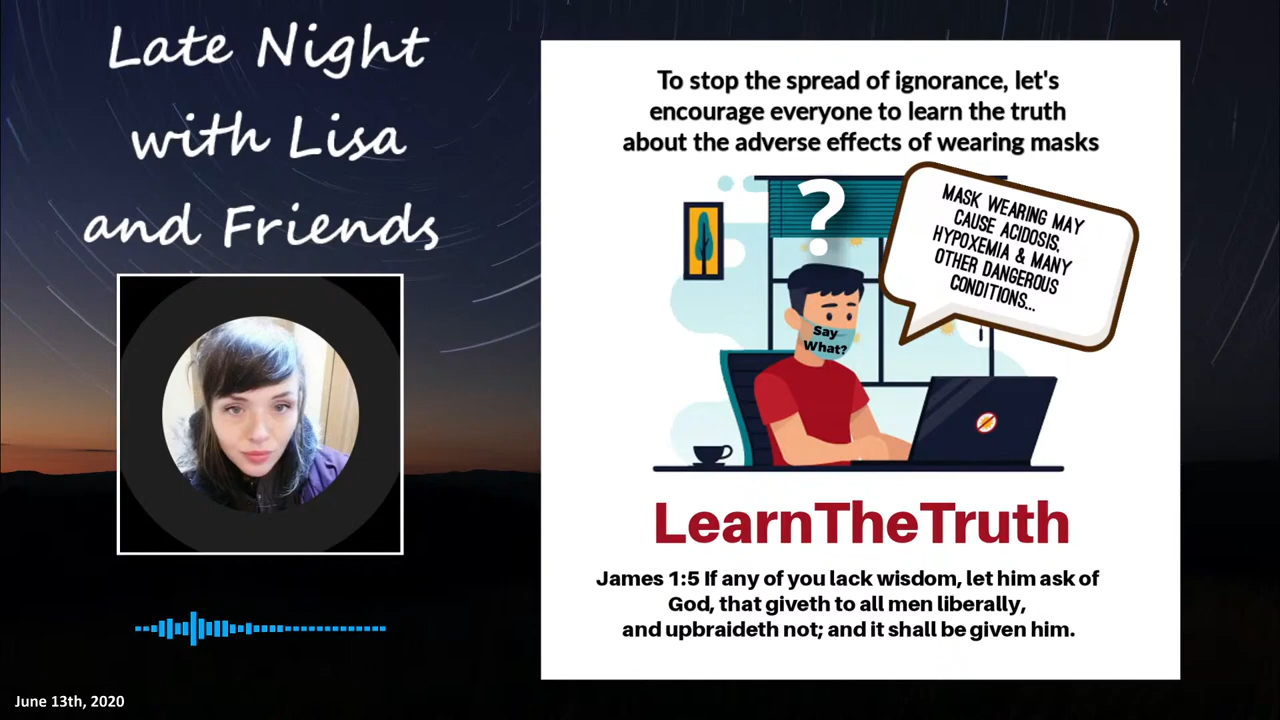 Late Night
with Lisa
and Friends
To stop the spread of ignorance, let's
encourage everyone to learn the truth
about the adverse effects of wearing masks
?
MASK WEARING MAY
CAUSE ACIDOSIS,
HYPOXEMIA & MANY
OTHER DANGEROUS
CONDITIONS...
Say
What?
LearnTheTruth
James 1:5 If any of you lack wisdom, let him ask of
God, that giveth to all men liberally,
and upbraideth not; and it shall be given him.
June 13th, 2020